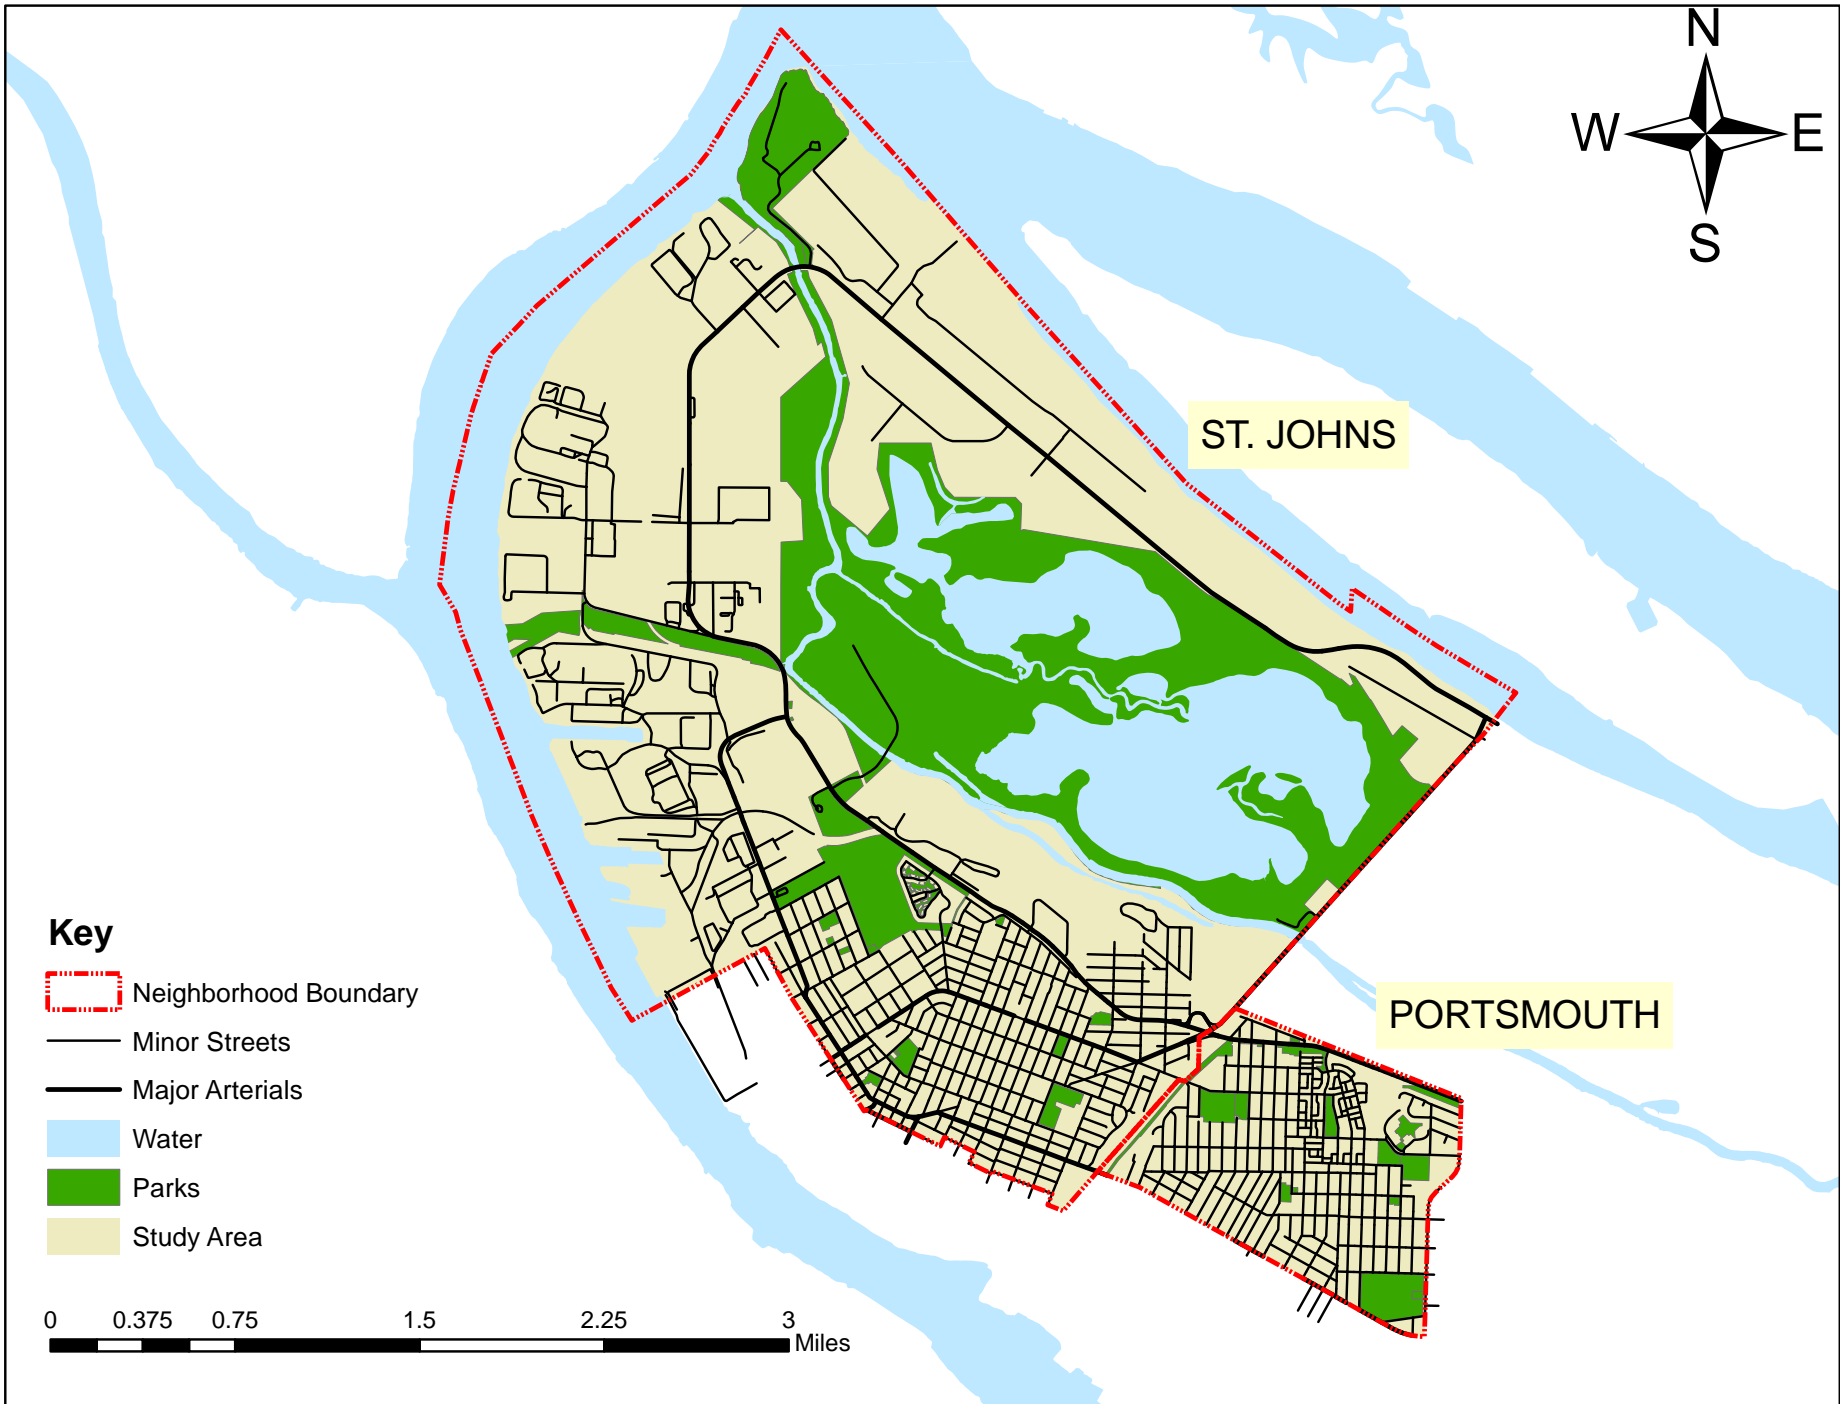 N
W E
S
ST. JOHNS
PORTSMOUTH
Key
Neighborhood Boundary
Minor Streets
Major Arterials
Water
Parks
Study Area
0 0.375 0.75 1.5 2.25 3
Miles